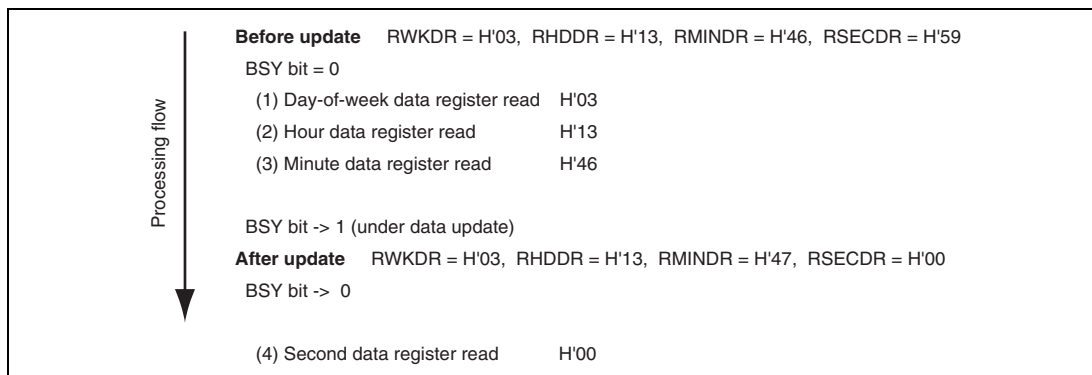 Processing flow
Before update RWKDR = H'03, RHDDR = H'13, RMINDR = H'46, RSECDR = H'59
BSY bit = 0
(1) Day-of-week data register read H'03
(2) Hour data register read H'13
(3) Minute data register read H'46
BSY bit -> 1 (under data update)
After update RWKDR = H'03, RHDDR = H'13, RMINDR = H'47, RSECDR = H'00
BSY bit -> 0
(4) Second data register read H'00